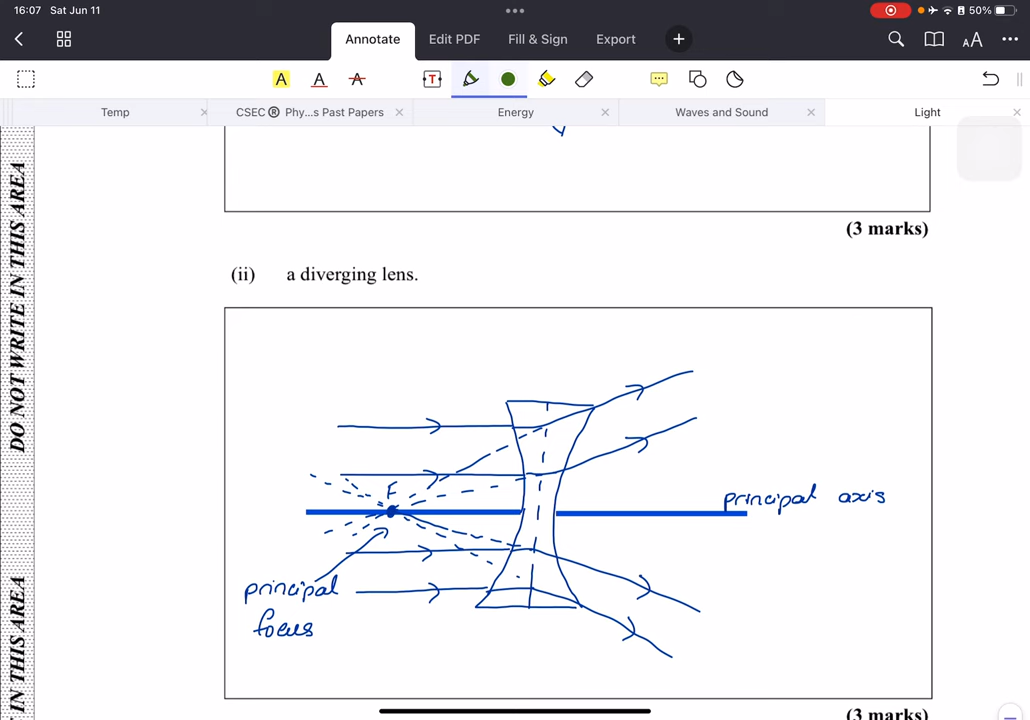 16:07 Sat Jun 11
50%
Annotate
Edit PDF
Fill & Sign
Export
AA
A
A
A
T
Temp
CSEC ® Phy...s Past Papers
Energy
Waves and Sound
Light
DO NOT WRITE IN THIS AREA
(3 marks)
(ii) a diverging lens.
F
principal axis
principal
focus
IN THIS AREA
(3 marks)